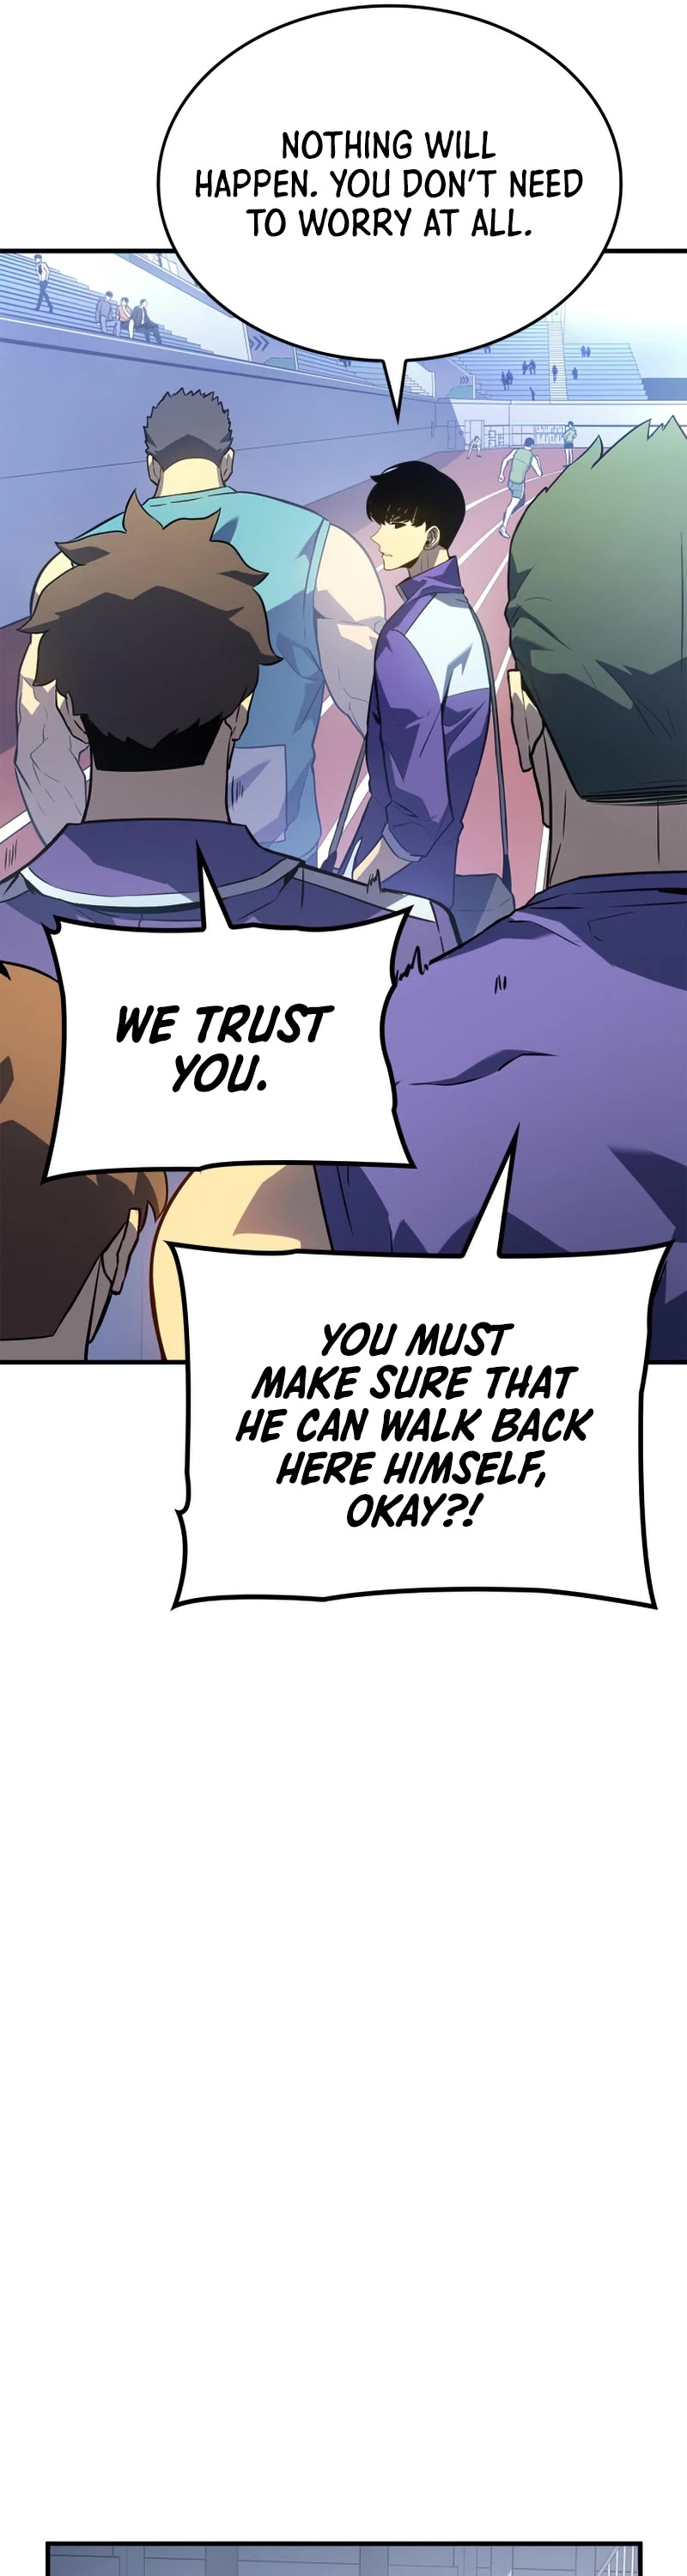 NOTHING WILL
HAPPEN. YOU DON'T NEED
TO WORRY AT ALL.
WE TRUST
YOU.
YOU MUST
MAKE SURE THAT
HE CAN WALK BACK
HERE HIMSELF,
OKAY?!